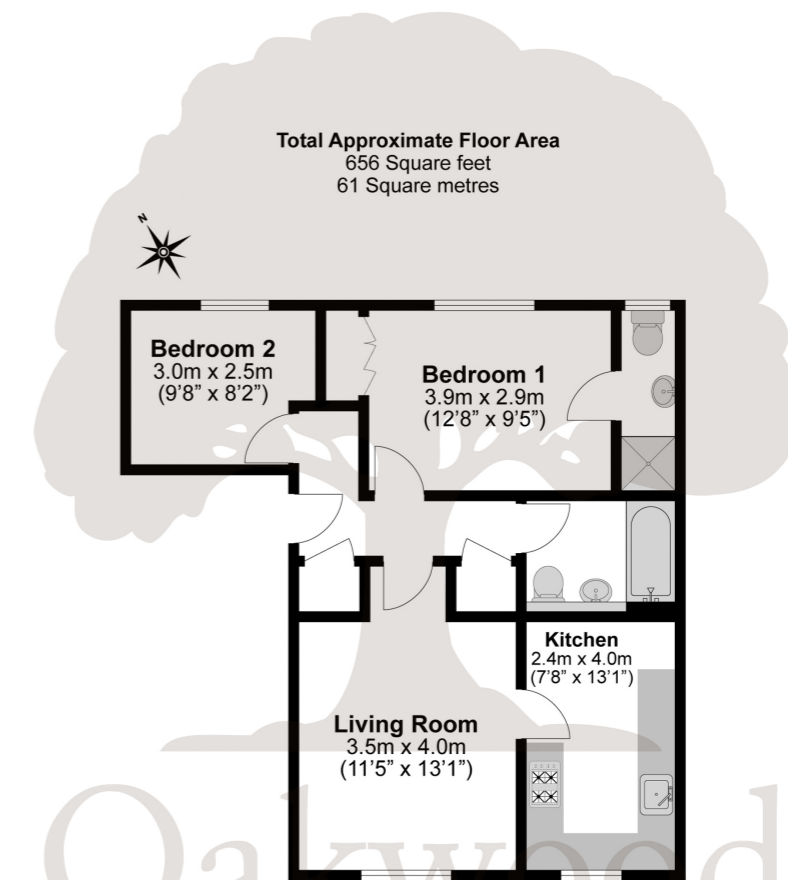 Total Approximate Floor Area
656 Square feet
61 Square metres
N
Bedroom 2
3.0m x 2.5m
(9’8” x 8’2”)
Bedroom 1
3.9m x 2.9m
(12’8” x 9’5”)
Kitchen
2.4m x 4.0m
(7’8” x 13’1”)
Living Room
3.5m x 4.0m
(11’5” x 13’1”)
Oakwood